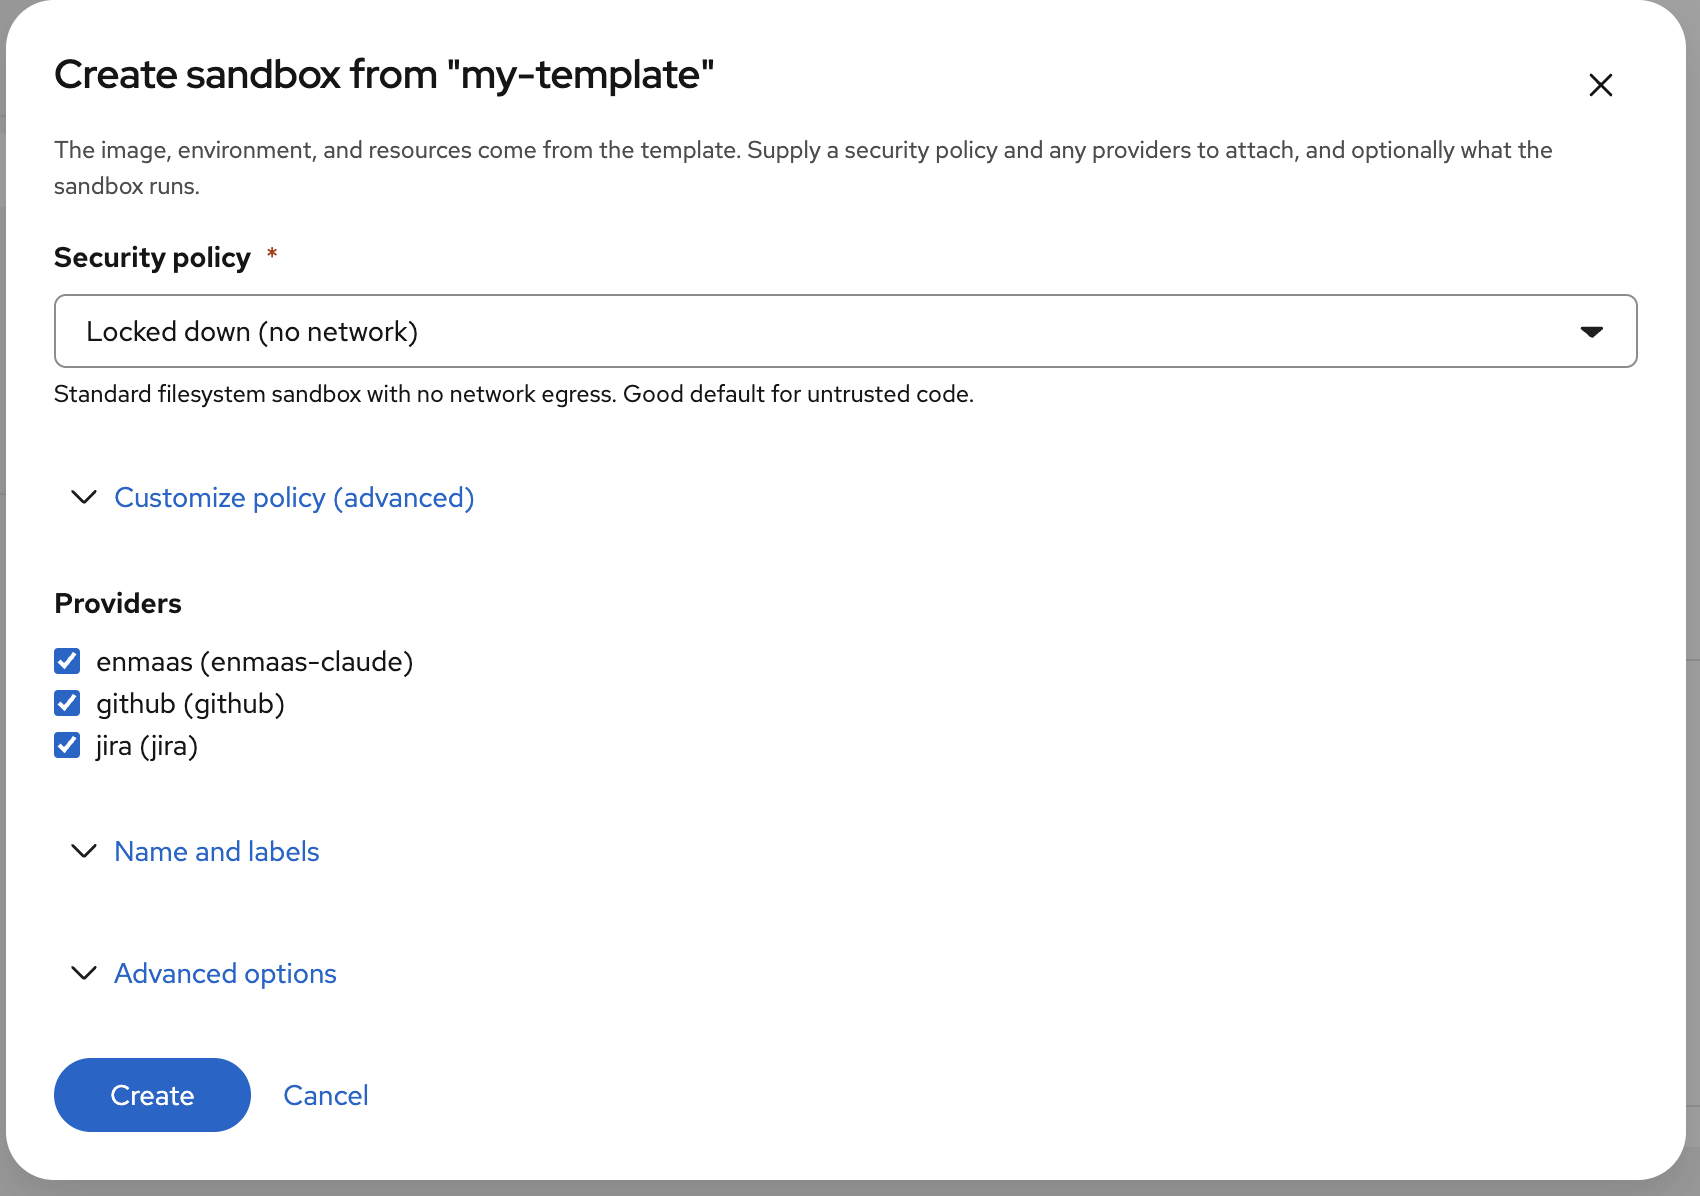 Create sandbox from "my-template"
The image, environment, and resources come from the template. Supply a security policy and any providers to attach, and optionally what the
sandbox runs.
Security policy *
Locked down (no network)
Standard filesystem sandbox with no network egress. Good default for untrusted code.
Customize policy (advanced)
Providers
enmaas (enmaas-claude)
github (github)
jira (jira)
Name and labels
Advanced options
Create Cancel